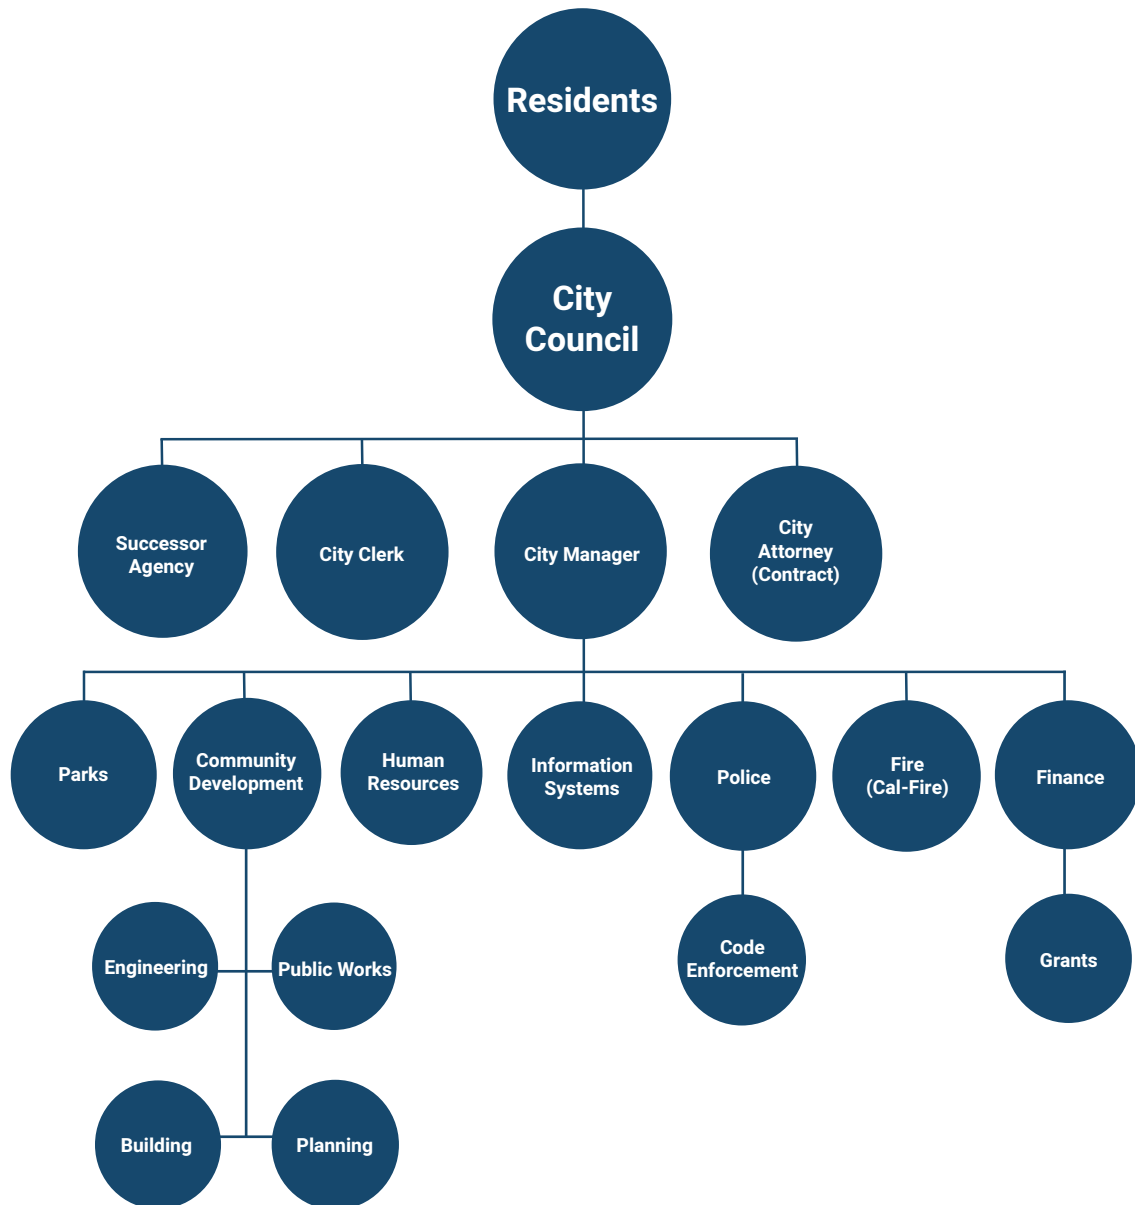 Residents
City
Council
Successor
Agency
City Clerk
City Manager
City
Attorney
(Contract)
Parks
Community
Development
Human
Resources
Information
Systems
Police
Fire
(Cal-Fire)
Finance
Engineering
Public Works
Code
Enforcement
Grants
Building
Planning